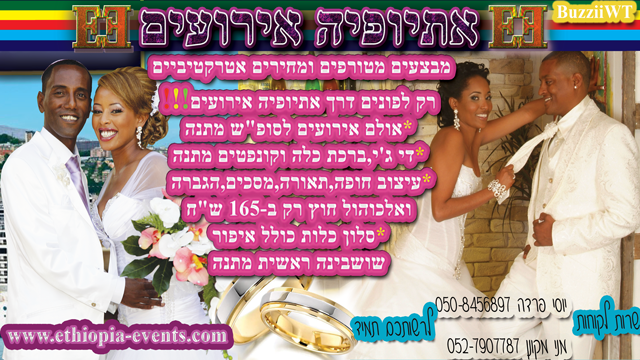 BuzziiWT
אתיופיה אירועים
מבצעים מטורפים ומחירים אטרקטיביים
רק לפונים דרך אתיופיה אירועים!!!
*אולם אירועים לסופ"ש מתנה
*די ג'י,ברכת כלה וקונפטים מתנה
*עיצוב חופה,תאורה,מסכים,הגברה
ואלכוהול חוץ רק ב-165 ש"ח
*סלון כלות כולל איפור
שושבינה ראשית מתנה
שרות לקוחות
יוסי פרדה 050-8456897
לרשותכם תמיד
מני מקוון 052-7907787
www.ethiopia-events.com